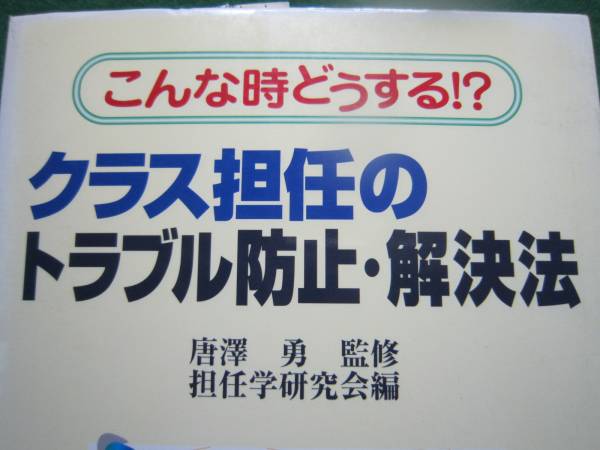 こんな時どうする!?
クラス担任の
トラブル防止・解決法
唐澤 勇 監修
担任学研究会編